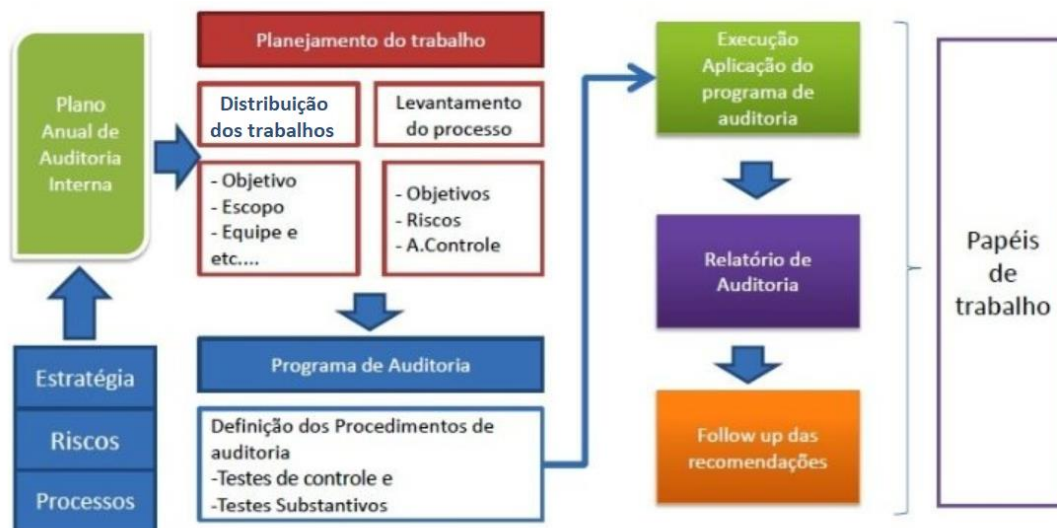 Plano
Anual de
Auditoria
Interna
Estratégia
Riscos
Processos
Planejamento do trabalho
Distribuição
dos trabalhos
Levantamento
do processo
- Objetivo
- Escopo
- Equipe e
etc....
- Objetivos
- Riscos
- A.Controle
Programa de Auditoria
Definição dos Procedimentos de
auditoria
-Testes de controle e
-Testes Substantivos
Execução
Aplicação do
programa de
auditoria
Relatório de
Auditoria
Follow up das
recomendações
Papéis
de
trabalho